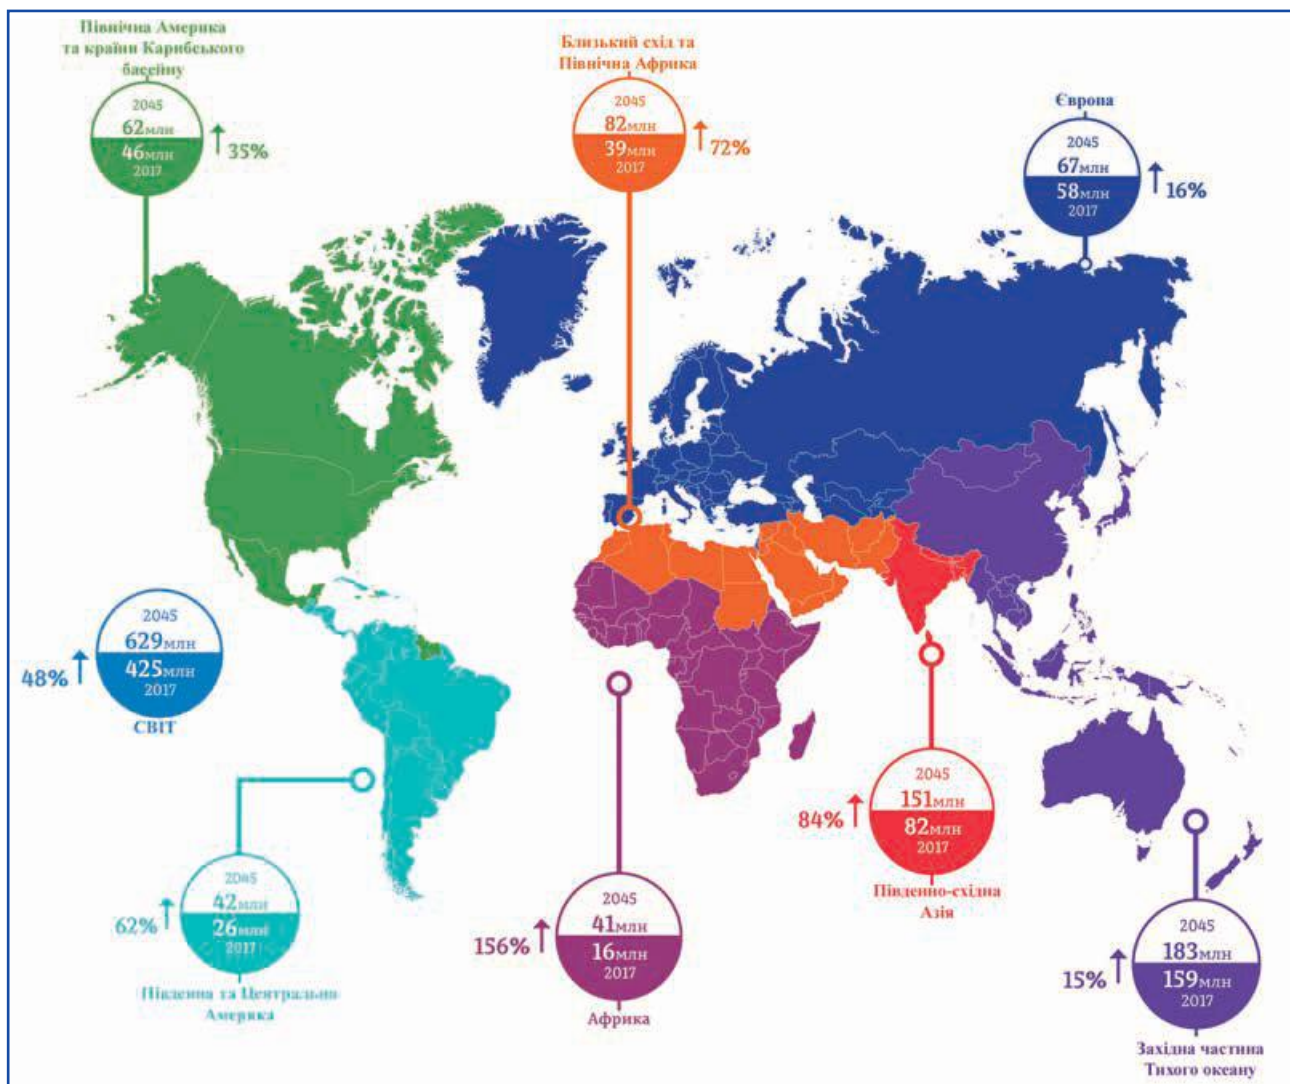 Північна Америка
та країни Карибського
басейну
2045
62млн
46млн
2017
35%
Близький схід та
Північна Африка
2045
82млн
39млн
2017
72%
Європа
2045
67млн
58млн
2017
16%
2045
629млн
425млн
2017
48%
СВІТ
2045
42млн
26млн
2017
62%
Південна та Центральна
Америка
2045
41млн
16млн
2017
156%
Африка
2045
151млн
82млн
2017
84%
Південно-східна
Азія
2045
183млн
159млн
2017
15%
Західна частина
Тихого океану